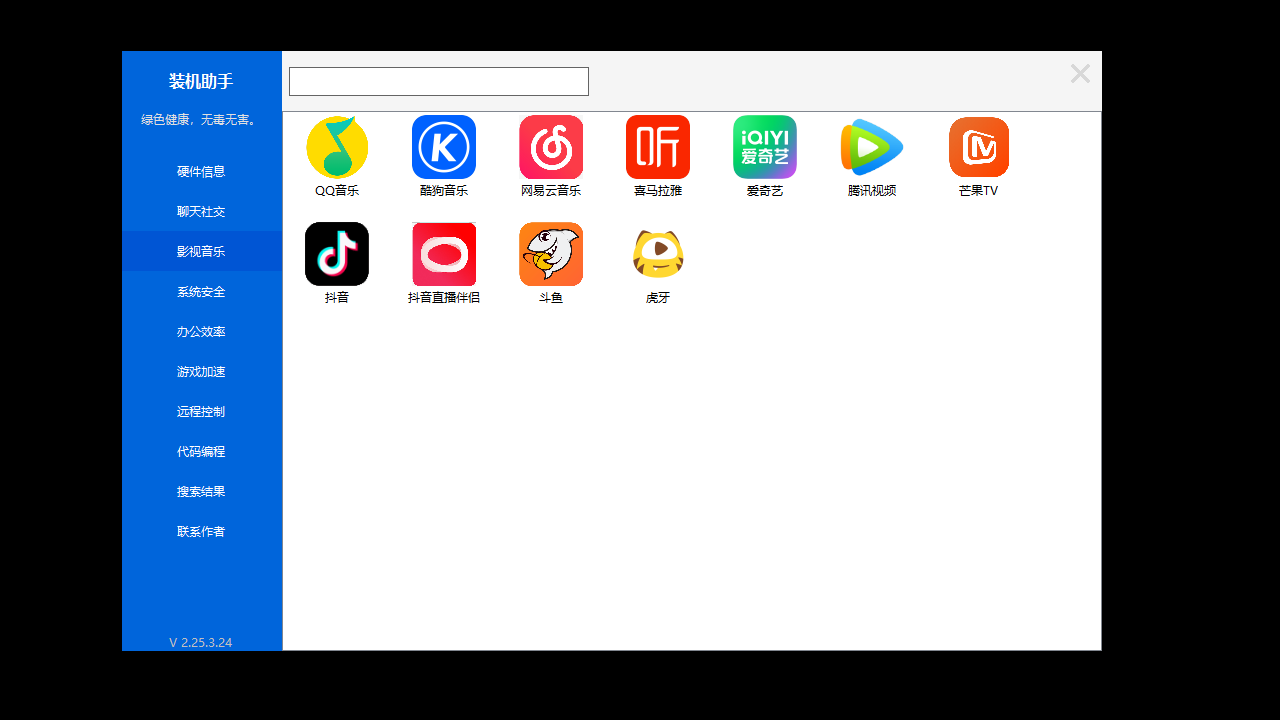 装机助手
绿色健康，无毒无害。
硬件信息
聊天社交
影视音乐
系统安全
办公效率
游戏加速
远程控制
代码编程
搜索结果
联系作者
V 2.25.3.24
K
听
iQIYI
爱奇艺
QQ音乐
酷狗音乐
网易云音乐
喜马拉雅
爱奇艺
腾讯视频
芒果TV
抖音
抖音直播伴侣
斗鱼
虎牙